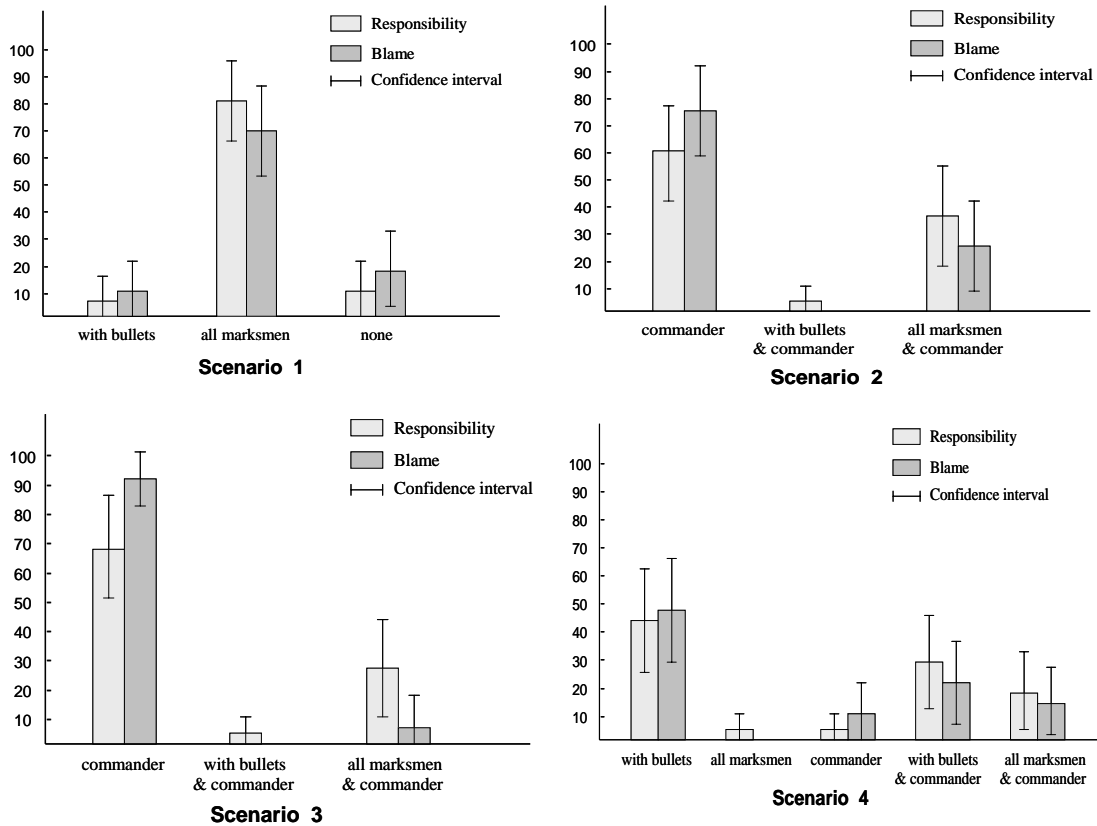 Responsibility
Blame
Confidence interval
100
90
80
70
60
50
40
30
20
10
with bullets
all marksmen
none
Scenario 1
Responsibility
Blame
Confidence interval
100
90
80
70
60
50
40
30
20
10
commander
with bullets
& commander
all marksmen
& commander
Scenario 2
Responsibility
Blame
Confidence interval
100
90
80
70
60
50
40
30
20
10
commander
with bullets
& commander
all marksmen
& commander
Scenario 3
Responsibility
Blame
Confidence interval
100
90
80
70
60
50
40
30
20
10
with bullets
all marksmen
commander
with bullets
& commander
all marksmen
& commander
Scenario 4